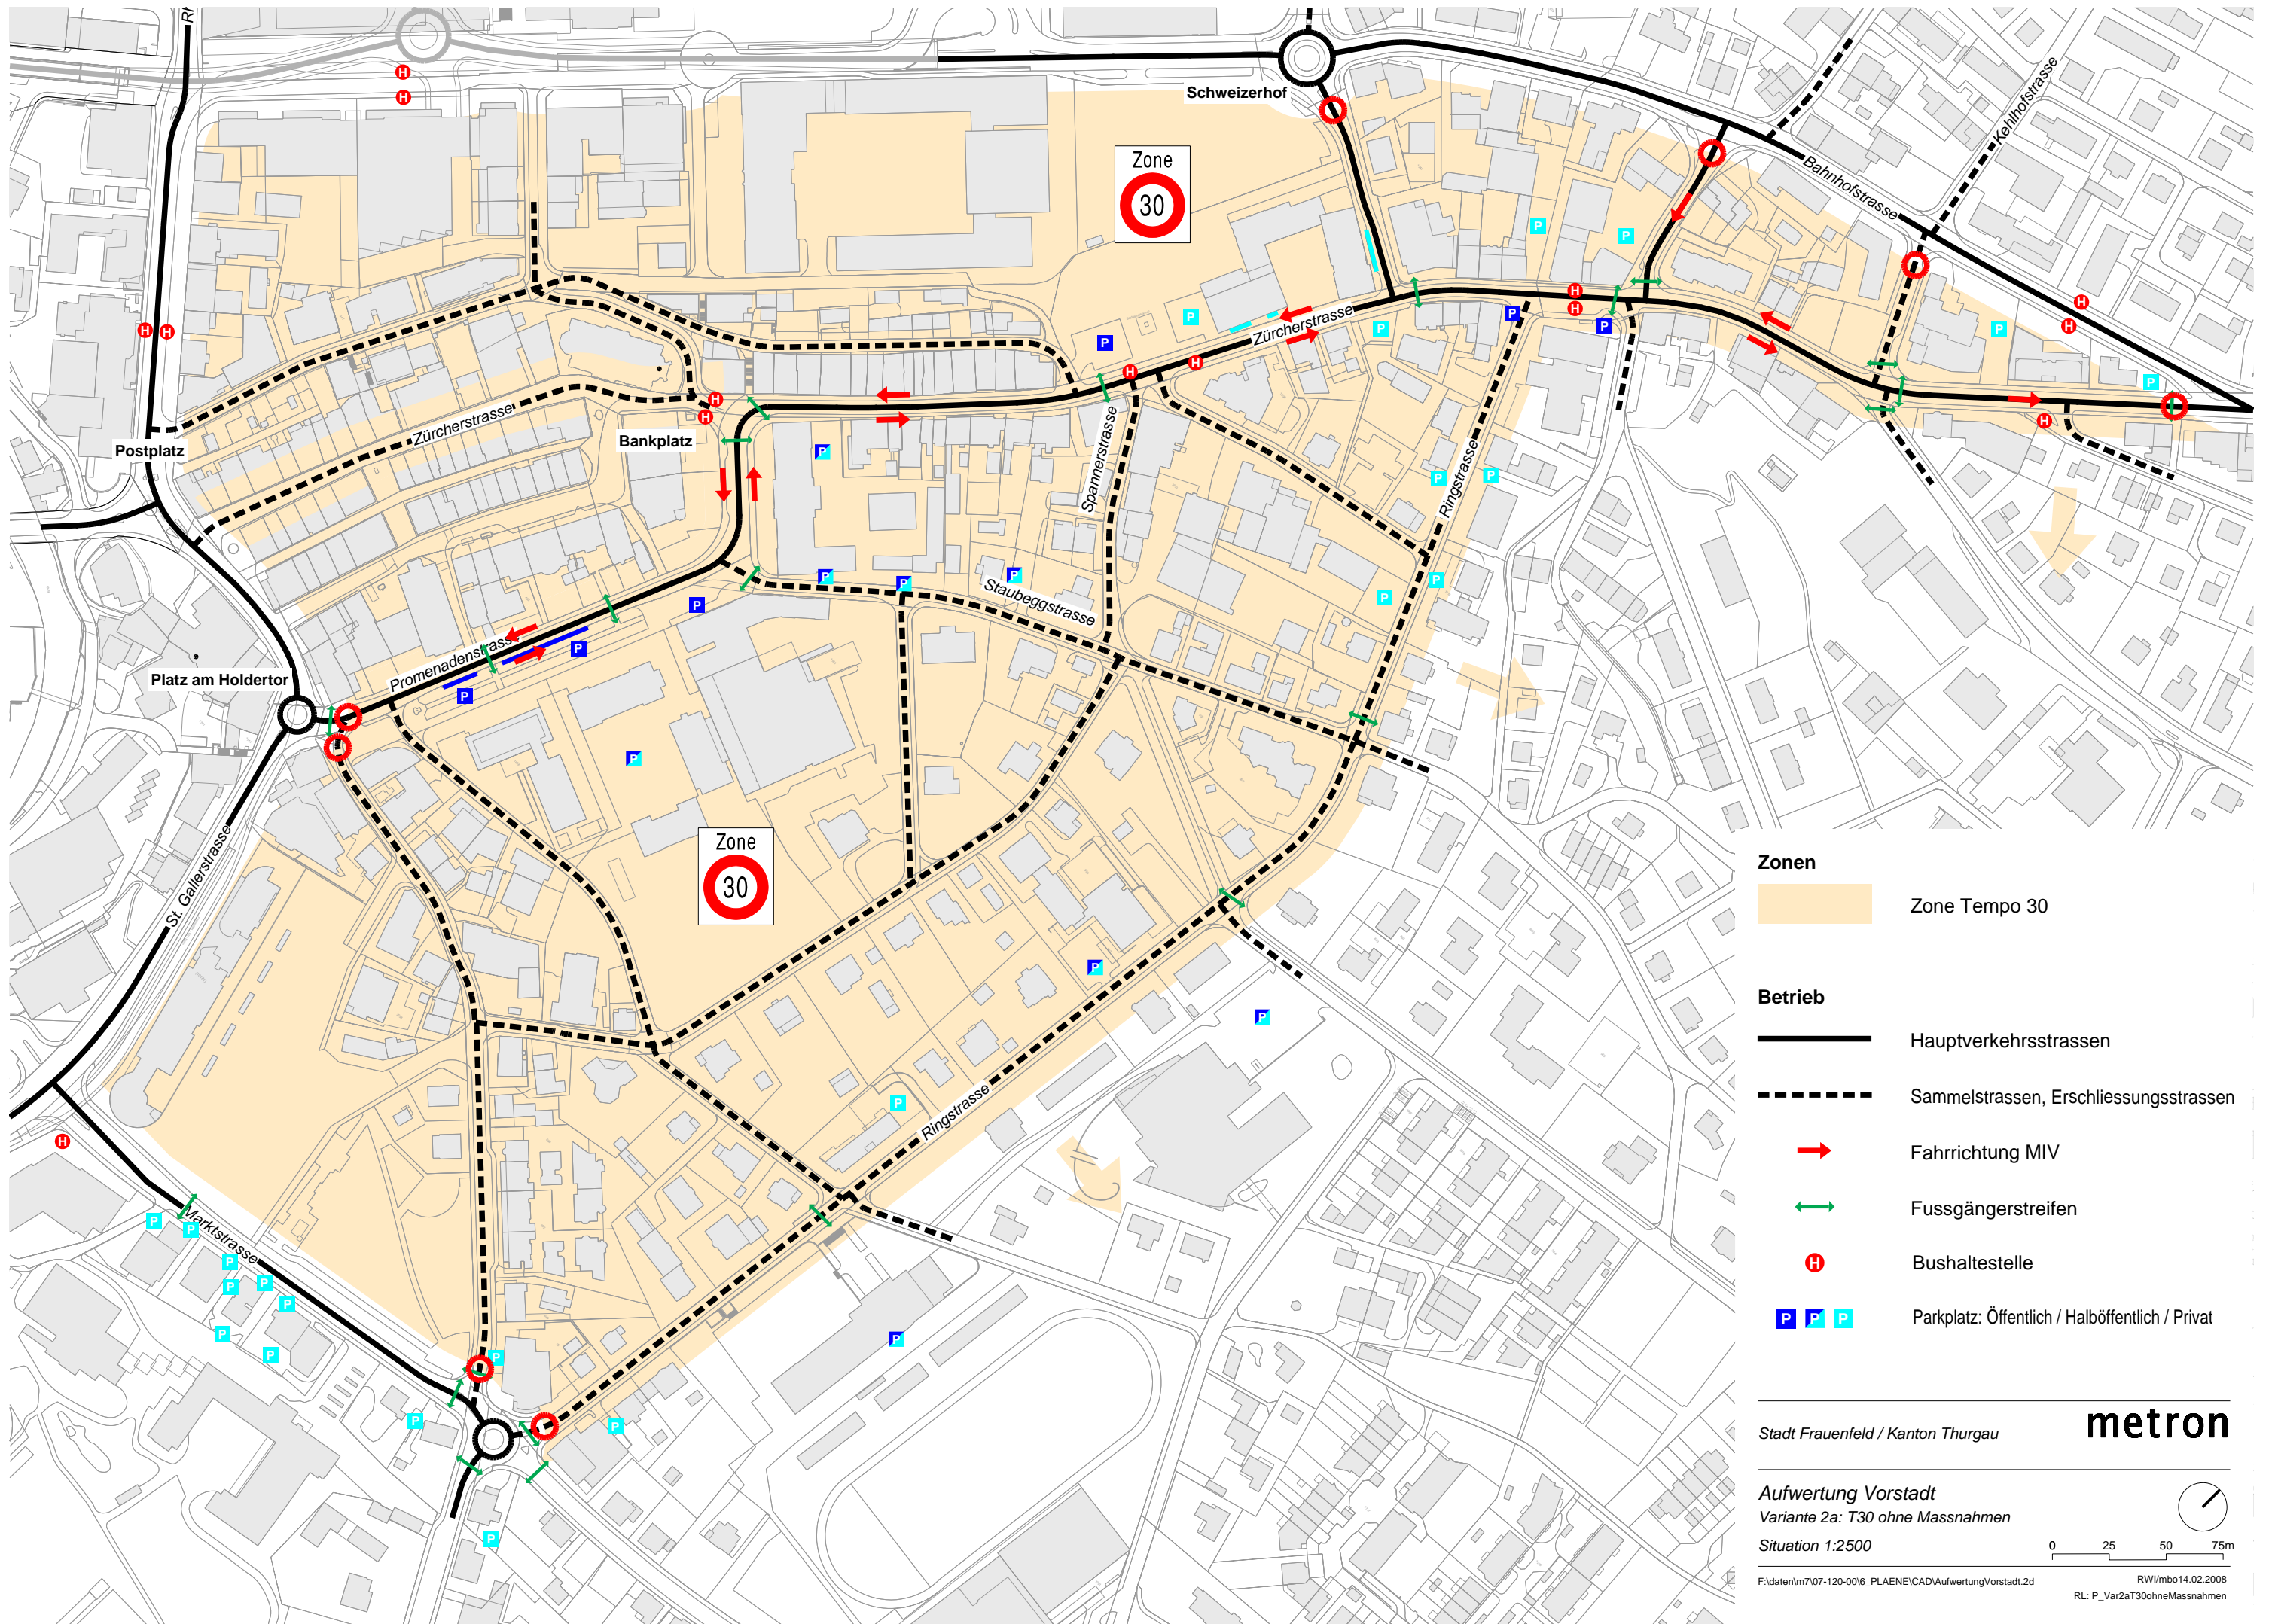 Schweizerhof
Kehlhofstrasse
Bahnhofstrasse
Zone
30
Zürcherstrasse
Zürcherstrasse
Postplatz
Bankplatz
Spannerstrasse
Ringstrasse
Staubeggstrasse
Promenadenstrasse
Platz am Holdertor
St. Gallerstrasse
Zone
30
Ringstrasse
Marktstrasse
Zonen
Zone Tempo 30
Betrieb
Hauptverkehrsstrassen
Sammelstrassen, Erschliessungsstrassen
Fahrrichtung MIV
Fussgängerstreifen
H Bushaltestelle
P P P Parkplatz: Öffentlich / Halböffentlich / Privat
Stadt Frauenfeld / Kanton Thurgau
metron
Aufwertung Vorstadt
Variante 2a: T30 ohne Massnahmen
Situation 1:2500
0 25 50 75m
F:\daten\m7\07-120-00\6_PLAENE\CAD\AufwertungVorstadt.2d
RWI/mbo14.02.2008
RL: P_Var2aT30ohneMassnahmen